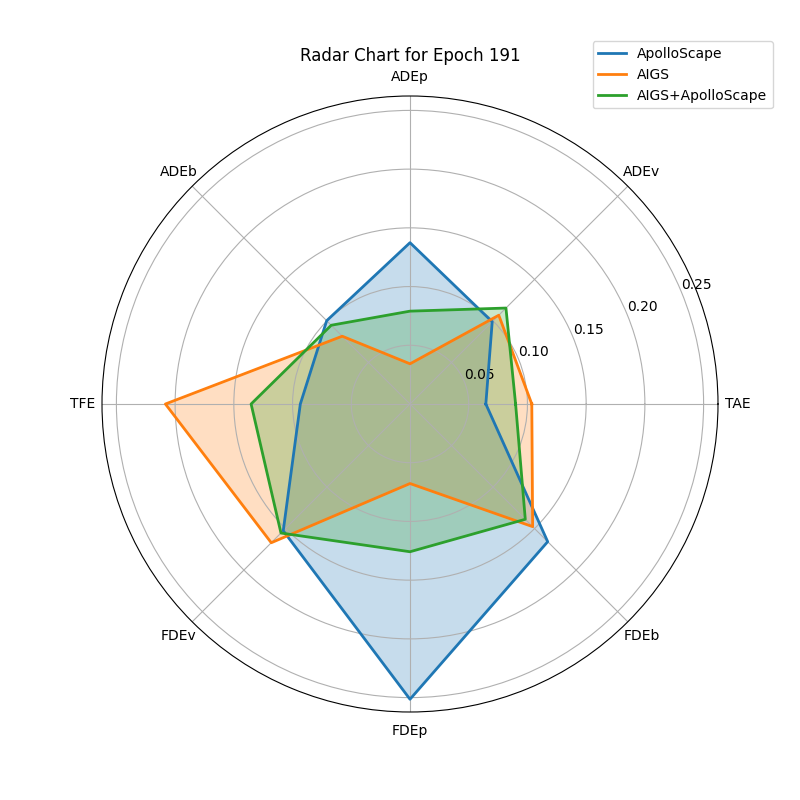 Radar Chart for Epoch 191
ApolloScape
AIGS
AIGS+ApolloScape
ADEp
ADEb
ADEv
0.25
0.20
0.15
0.10
0.05
TFE
TAE
FDEv
FDEb
FDEp